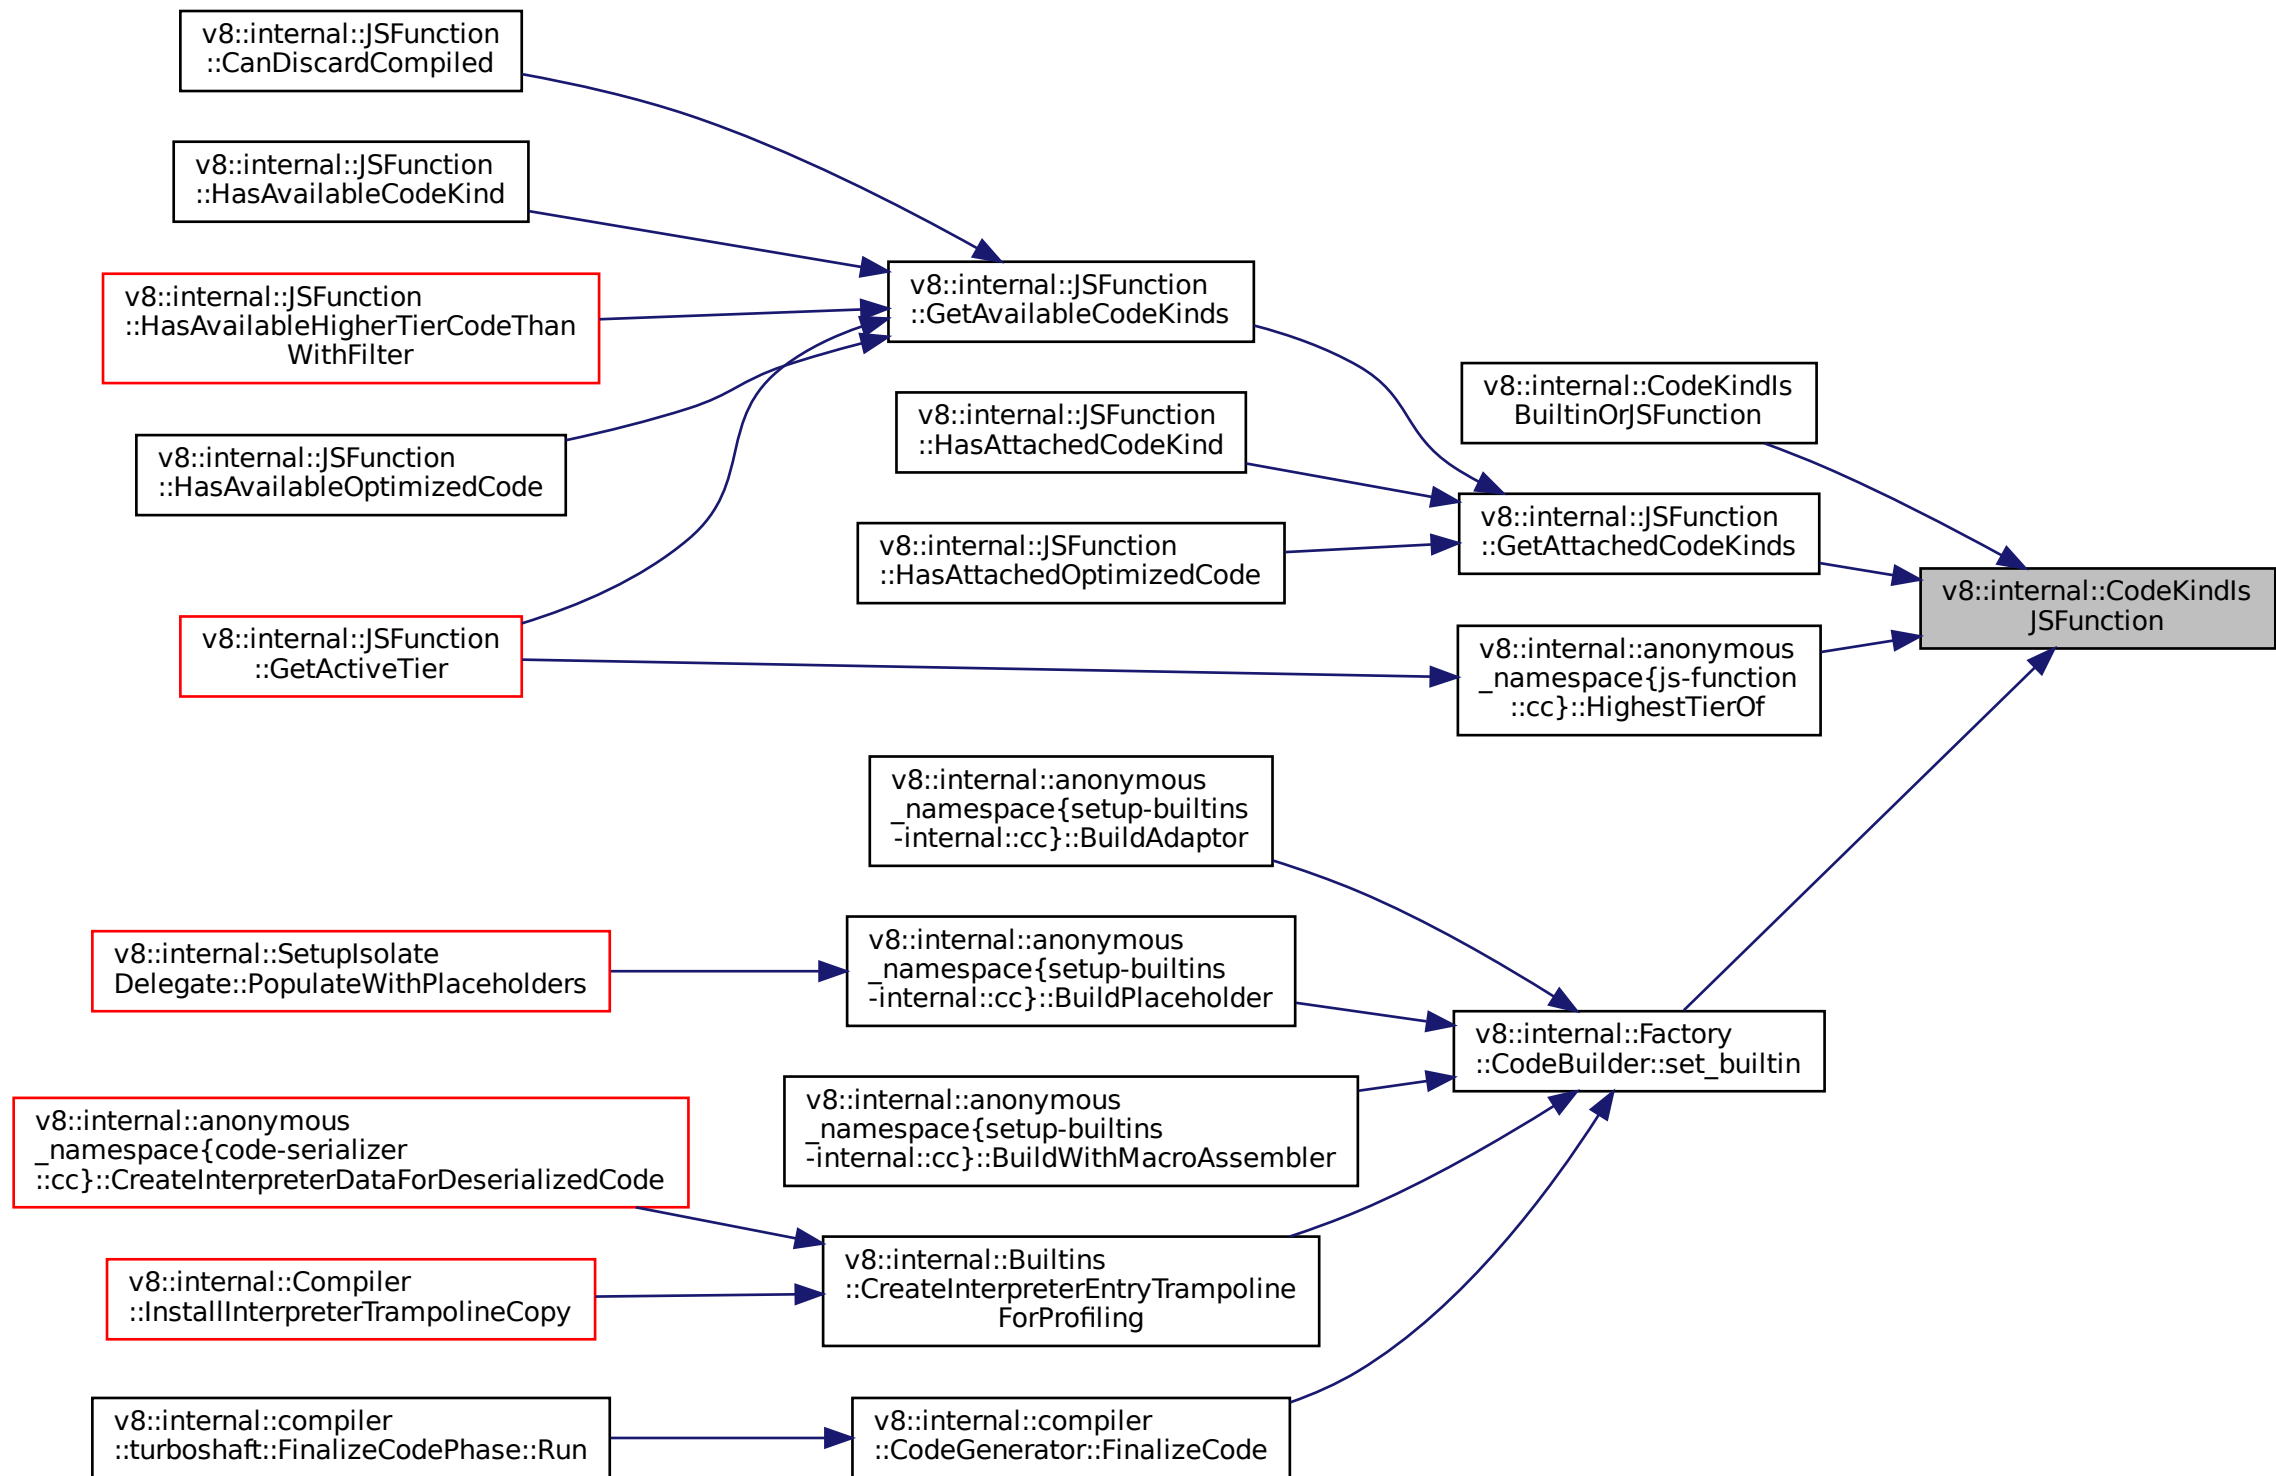 v8::internal::JSFunction
::CanDiscardCompiled
v8::internal::JSFunction
::HasAvailableCodeKind
v8::internal::JSFunction
::HasAvailableHigherTierCodeThan
WithFilter
v8::internal::JSFunction
::HasAvailableOptimizedCode
v8::internal::JSFunction
::GetActiveTier
v8::internal::JSFunction
::GetAvailableCodeKinds
v8::internal::JSFunction
::HasAttachedCodeKind
v8::internal::JSFunction
::HasAttachedOptimizedCode
v8::internal::CodeKindIs
BuiltinOrJSFunction
v8::internal::JSFunction
::GetAttachedCodeKinds
v8::internal::anonymous
_namespace{js-function
::cc}::HighestTierOf
v8::internal::CodeKindIs
JSFunction
v8::internal::anonymous
_namespace{setup-builtins
-internal::cc}::BuildAdaptor
v8::internal::SetupIsolate
Delegate::PopulateWithPlaceholders
v8::internal::anonymous
_namespace{setup-builtins
-internal::cc}::BuildPlaceholder
v8::internal::Factory
::CodeBuilder::set_builtin
v8::internal::anonymous
_namespace{setup-builtins
-internal::cc}::BuildWithMacroAssembler
v8::internal::anonymous
_namespace{code-serializer
::cc}::CreateInterpreterDataForDeserializedCode
v8::internal::Compiler
::InstallInterpreterTrampolineCopy
v8::internal::Builtins
::CreateInterpreterEntryTrampoline
ForProfiling
v8::internal::compiler
::turboshaft::FinalizeCodePhase::Run
v8::internal::compiler
::CodeGenerator::FinalizeCode